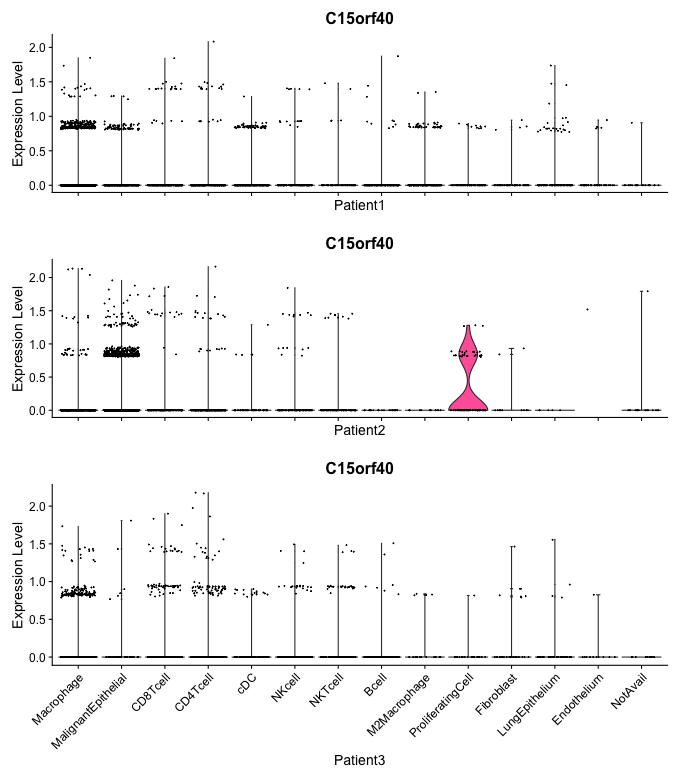 C15orf40
Expression Level
2.0
1.5
1.0
0.5
0.0
Patient1
C15orf40
Expression Level
2.0
1.5
1.0
0.5
0.0
Patient2
C15orf40
Expression Level
2.0
1.5
1.0
0.5
0.0
Macrophage
MalignantEpithelial
CD8Tcell
CD4Tcell
cDC
NKcell
NKTcell
Bcell
M2Macrophage
ProliferatingCell
Fibroblast
LungEpithelium
Endothelium
NotAvail
Patient3